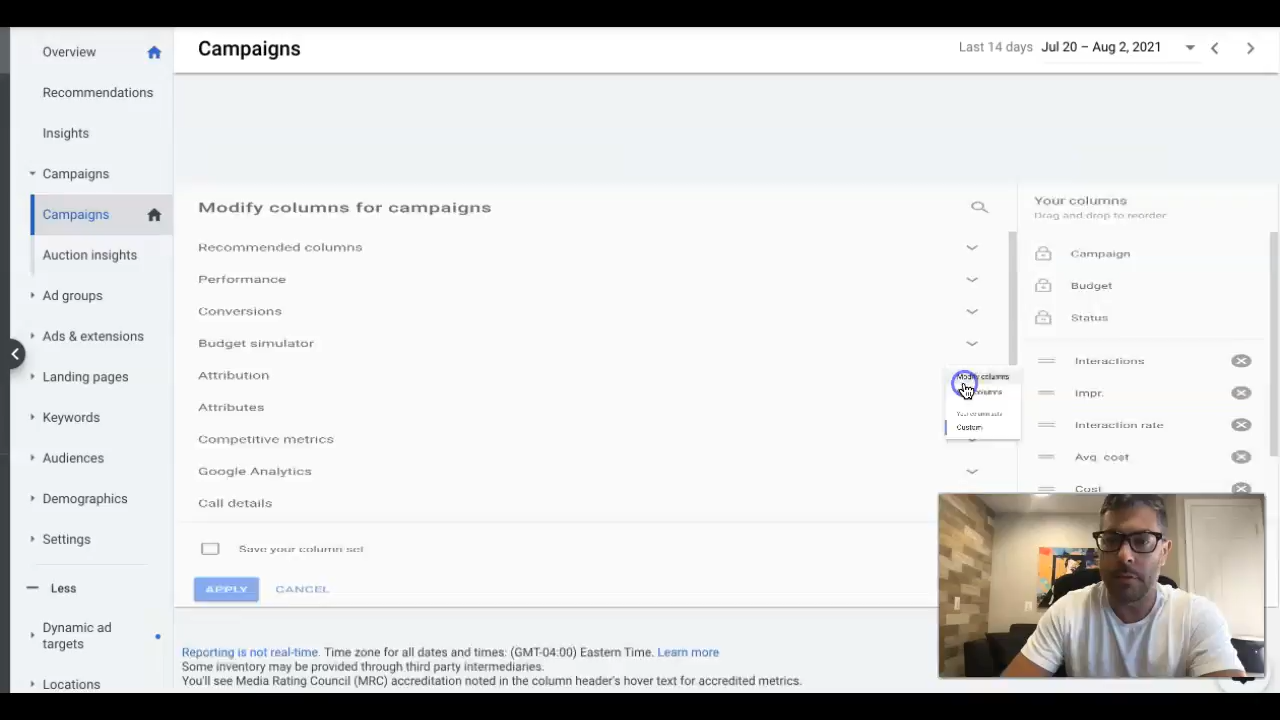 Overview
Recommendations
Insights
Campaigns
Campaigns
Auction insights
Ad groups
Ads & extensions
Landing pages
Keywords
Audiences
Demographics
Settings
Less
Dynamic ad
targets
Locations
Campaigns
Last 14 days Jul 20 – Aug 2, 2021
Modify columns for campaigns
Recommended columns
Performance
Conversions
Budget simulator
Attribution
Attributes
Competitive metrics
Google Analytics
Call details
Save your column set
APPLY CANCEL
Modify columns
columns
Custom
Your columns
Drag and drop to reorder
Campaign
Budget
Status
Interactions
Impr.
Interaction rate
Avg. cost
Cost
Reporting is not real-time. Time zone for all dates and times: (GMT-04:00) Eastern Time. Learn more
Some inventory may be provided through third party intermediaries.
You'll see Media Rating Council (MRC) accreditation noted in the column header's hover text for accredited metrics.